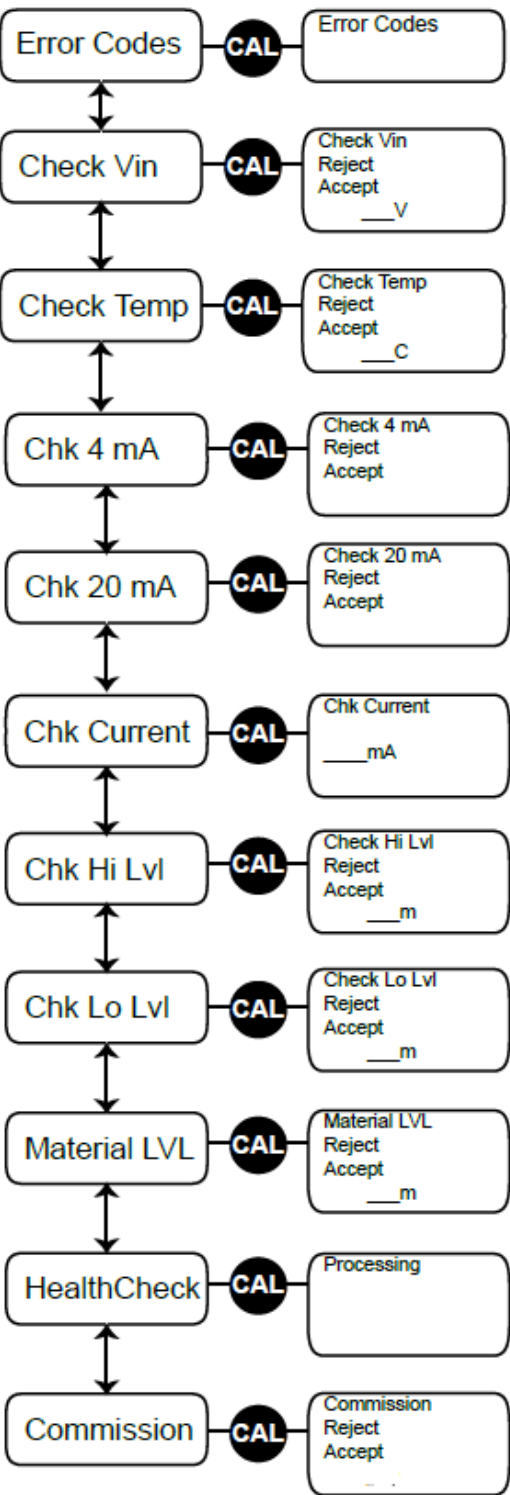 Error Codes
CAL
Error Codes
Check Vin
CAL
Check Vin
Reject
Accept
___V
Check Temp
CAL
Check Temp
Reject
Accept
___C
Chk 4 mA
CAL
Check 4 mA
Reject
Accept
Chk 20 mA
CAL
Check 20 mA
Reject
Accept
Chk Current
CAL
Chk Current
____mA
Chk Hi Lvl
CAL
Check Hi Lvl
Reject
Accept
___m
Chk Lo Lvl
CAL
Check Lo Lvl
Reject
Accept
___m
Material LVL
CAL
Material LVL
Reject
Accept
___m
HealthCheck
CAL
Processing
Commission
CAL
Commission
Reject
Accept